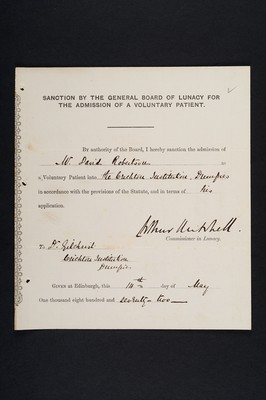 SANCTION BY THE GENERAL BOARD OF LUNACY FOR
THE ADMISSION OF A VOLUNTARY PATIENT.
By authority of the Board, I hereby sanction the admission of
Mr David Robertson as
a Voluntary Patient into the Crichton Institution, Dumfries
in accordance with the provisions of the Statute, and in terms of his
application.
Arthur Mitchell
Commissioner in Lunacy.
To Dr. Gilchrist
Crichton Institution
Dumfries
Given at Edinburgh, this 14th day of May
One thousand eight hundred and seventy-two